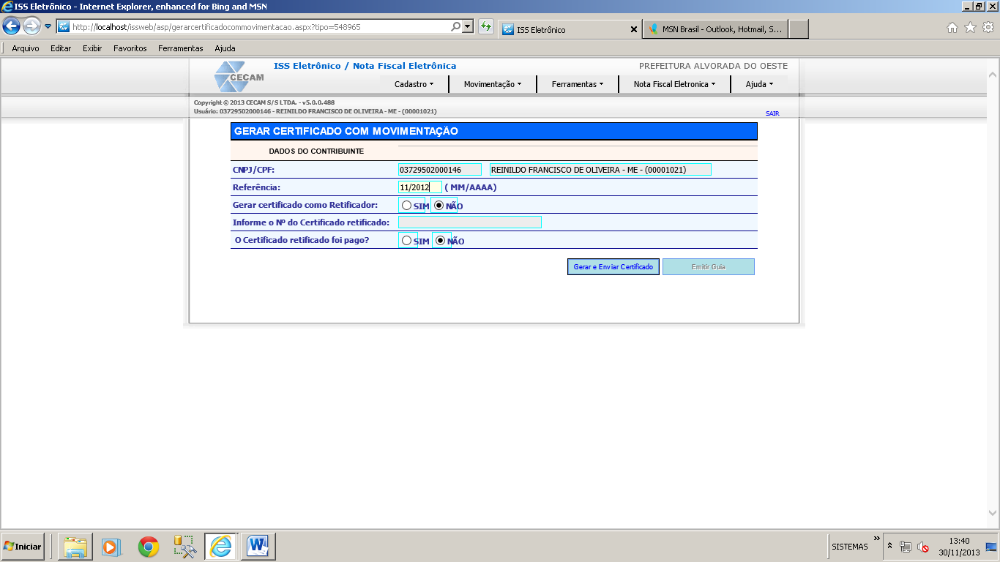 ISS Eletrônico - Internet Explorer, enhanced for Bing and MSN
http://localhost/issweb/asp/gerarcertificadocommovimentacao.aspx?tipo=548965
ISS Eletrônico
MSN Brasil - Outlook, Hotmail, S...
Arquivo Editar Exibir Favoritos Ferramentas Ajuda
CECAM
ISS Eletrônico / Nota Fiscal Eletrônica
PREFEITURA ALVORADA DO OESTE
Cadastro Movimentação Ferramentas Nota Fiscal Eletronica Ajuda
Copyright © 2013 CECAM S/S LTDA. - v5.0.0.488
Usuário: 03729502000146 - REINILDO FRANCISCO DE OLIVEIRA - ME - (00001021)
SAIR
GERAR CERTIFICADO COM MOVIMENTAÇÃO
DADOS DO CONTRIBUINTE
CNPJ/CPF: 03729502000146 REINILDO FRANCISCO DE OLIVEIRA - ME - (00001021)
Referência: 11/2012 ( MM/AAAA)
Gerar certificado como Retificador: SIM NÃO
Informe o Nº do Certificado retificado:
O Certificado retificado foi pago? SIM NÃO
Gerar e Enviar Certificado Emitir Guia
Iniciar
SISTEMAS
13:40
30/11/2013